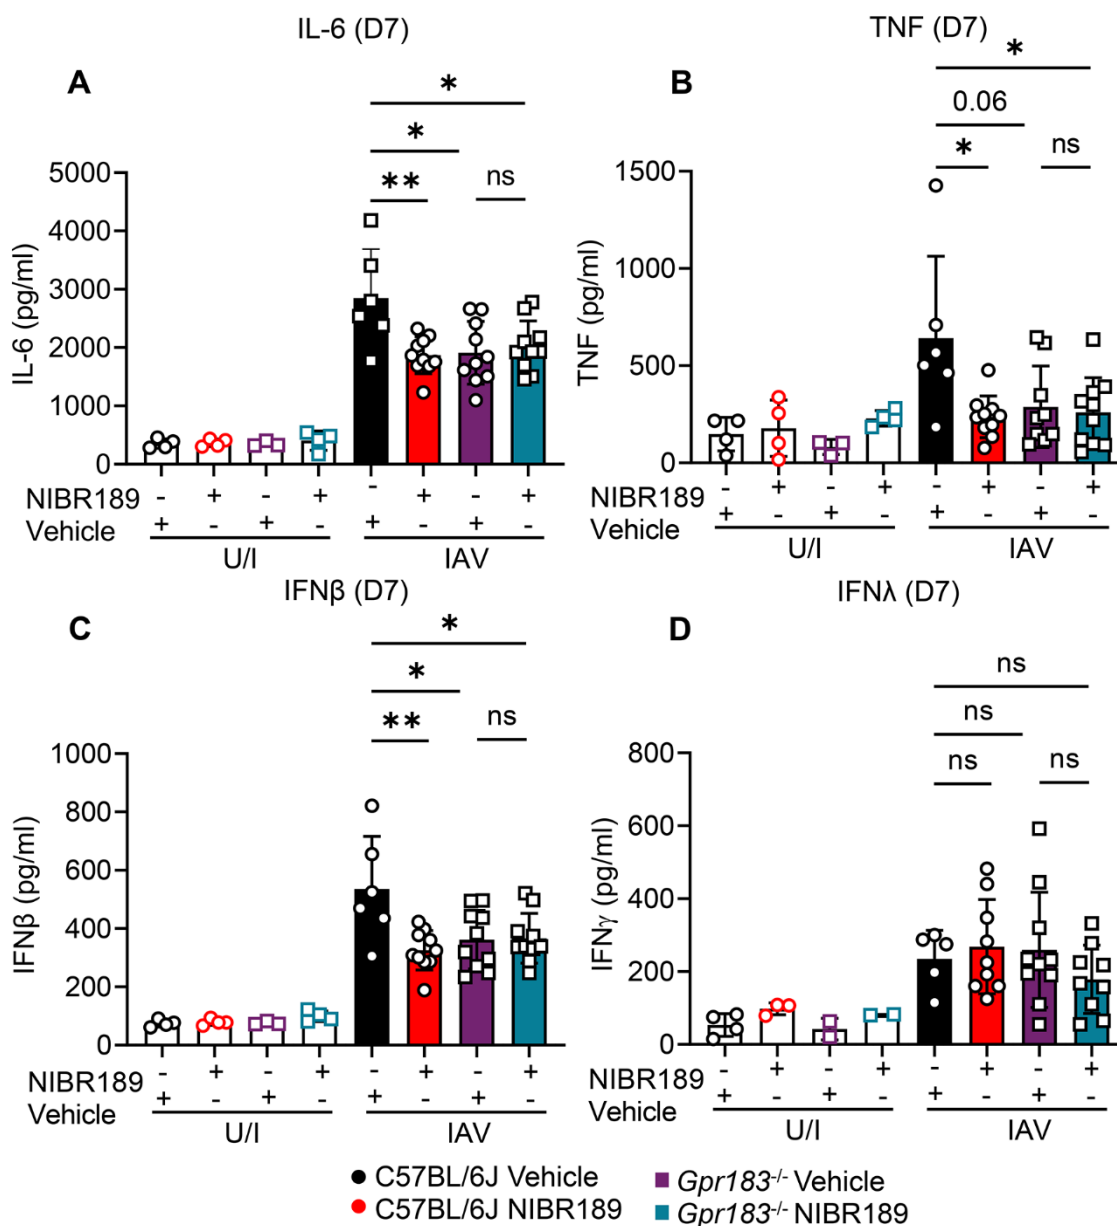 IL-6 (D7)
A
*
*
**
ns
5000
4000
3000
2000
1000
0
IL-6 (pg/ml)
NIBR189 - + - + - + - +
Vehicle + - + - + - + -
U/I IAV
TNF (D7)
B
*
0.06
*
ns
1500
1000
500
0
TNF (pg/ml)
NIBR189 - + - + - + - +
Vehicle + - + - + - + -
U/I IAV
IFNβ (D7)
C
*
*
**
ns
1000
800
600
400
200
0
IFNβ (pg/ml)
NIBR189 - + - + - + - +
Vehicle + - + - + - + -
U/I IAV
IFNλ (D7)
D
ns
ns
ns
ns
800
600
400
200
0
IFNγ (pg/ml)
NIBR189 - + - + - + - +
Vehicle + - + - + - + -
U/I IAV
C57BL/6J Vehicle
C57BL/6J NIBR189
Gpr183-/- Vehicle
Gpr183-/- NIBR189